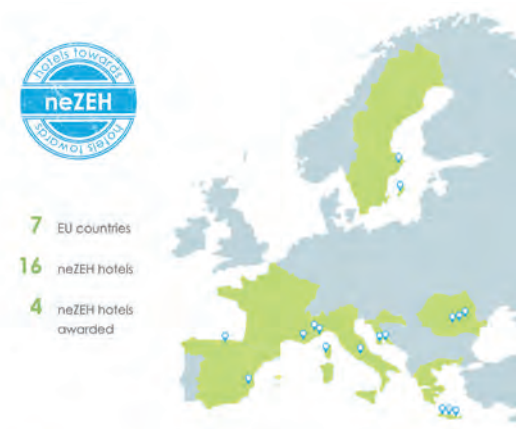 hotels towards
neZEH
hotels towards
7 EU countries
16 neZEH hotels
4 neZEH hotels
awarded